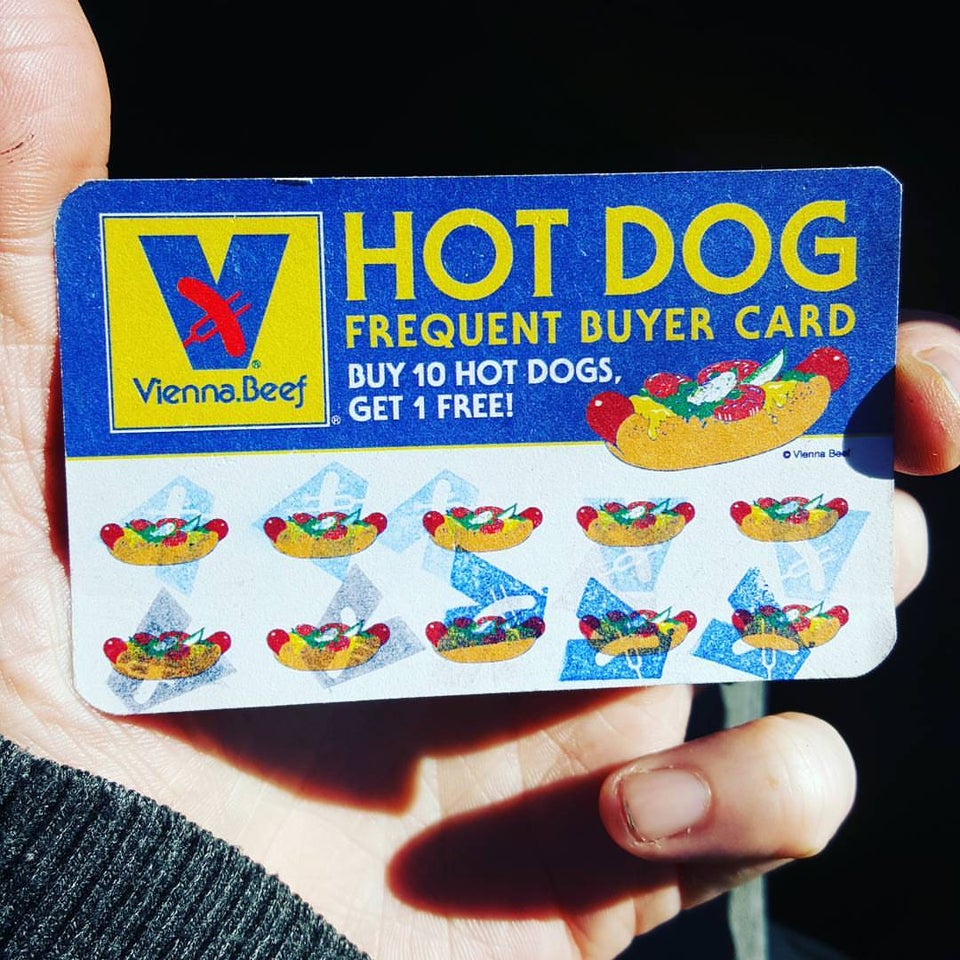 HOT DOG
FREQUENT BUYER CARD
BUY 10 HOT DOGS,
GET 1 FREE!
Vienna.Beef ®
®
© Vienna Beef